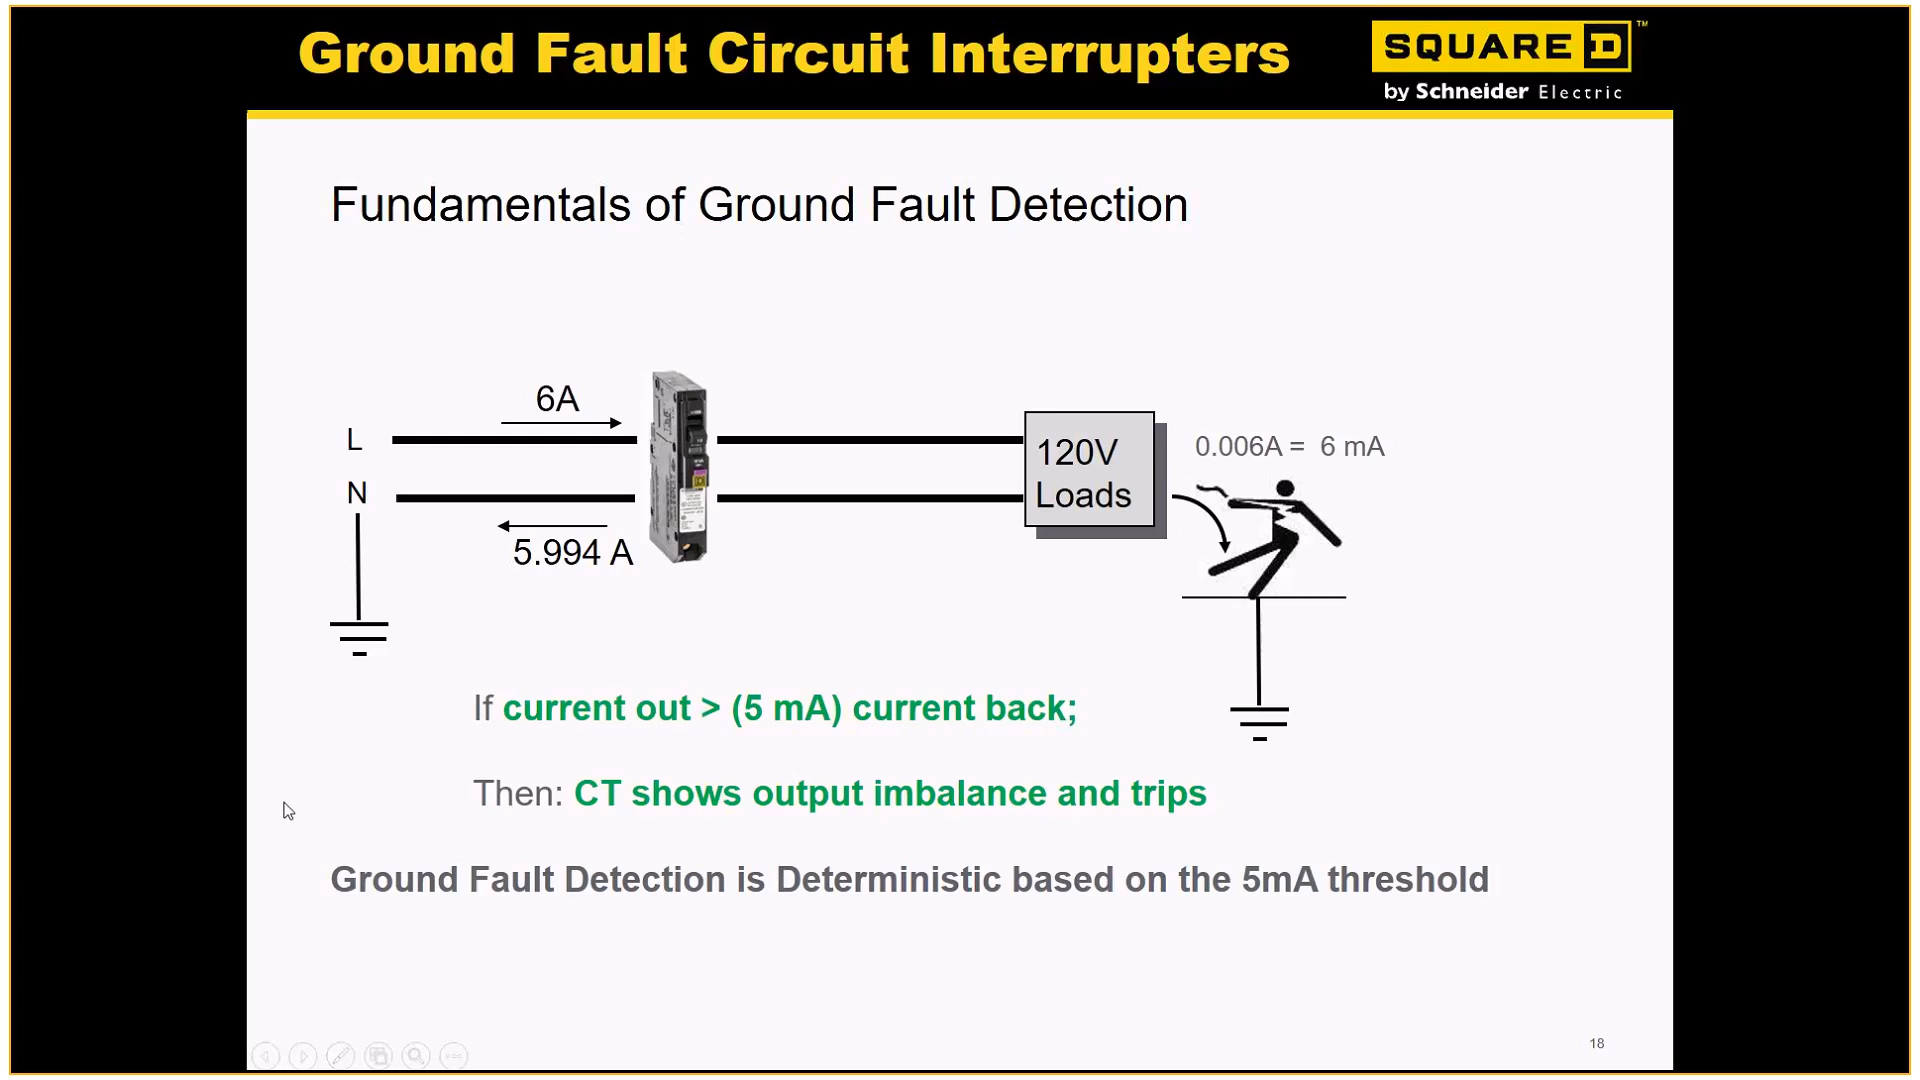 Ground Fault Circuit Interrupters
SQUARE D™
by Schneider Electric
Fundamentals of Ground Fault Detection
6A
L
N
5.994 A
120V
Loads
0.006A = 6 mA
If current out > (5 mA) current back;
Then: CT shows output imbalance and trips
Ground Fault Detection is Deterministic based on the 5mA threshold
18